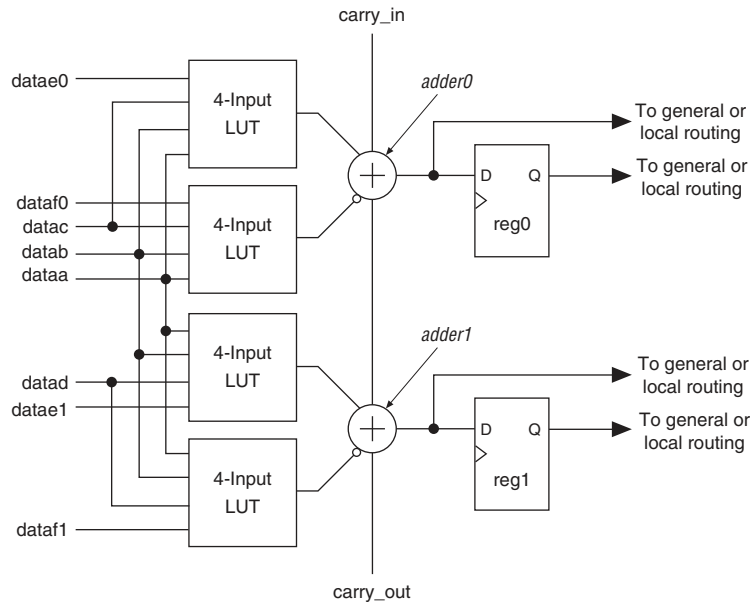 carry_in
adder0
datae0
4-Input
LUT
To general or
local routing
D Q
reg0
To general or
local routing
dataf0
datac
datab
dataa
4-Input
LUT
4-Input
LUT
adder1
datad
datae1
To general or
local routing
D Q
reg1
To general or
local routing
4-Input
LUT
dataf1
carry_out